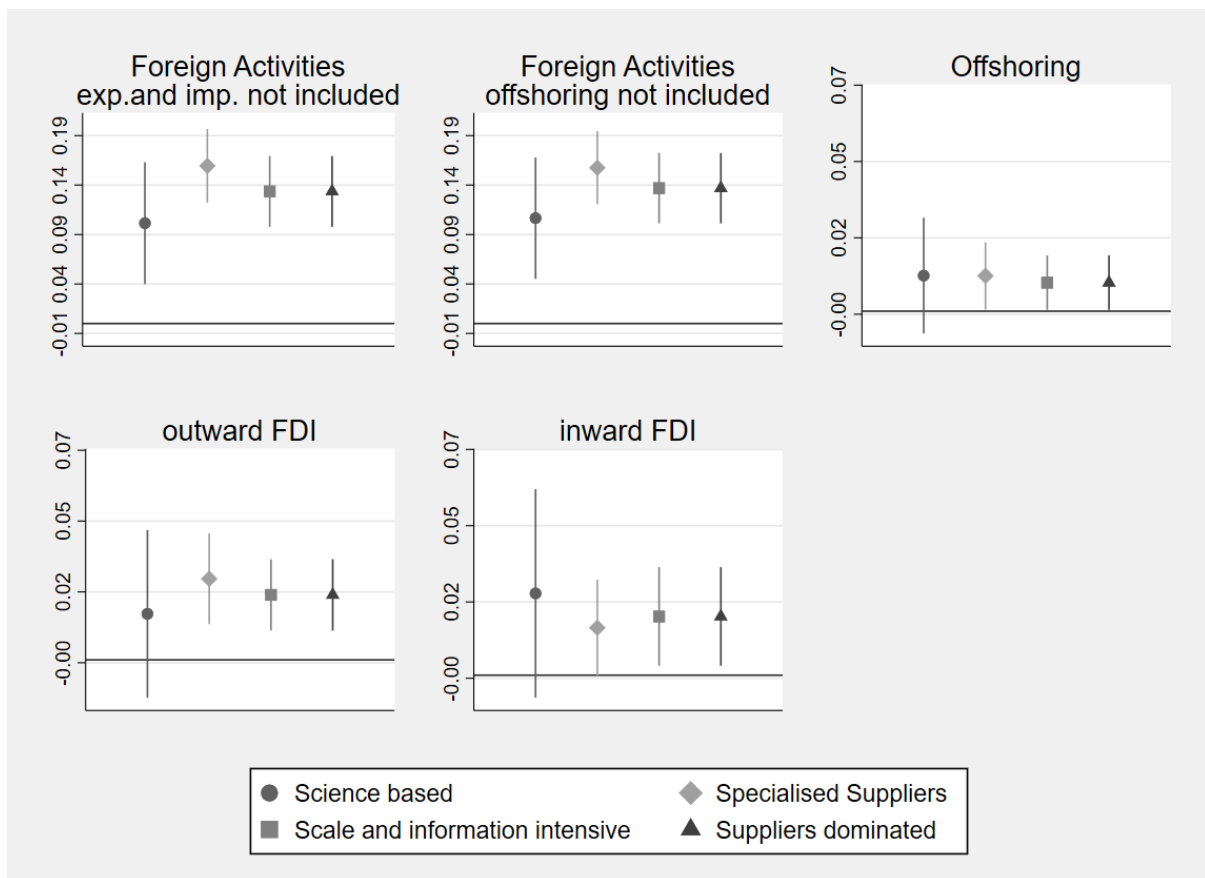 Foreign Activities
exp.and imp. not included
0.19
0.14
0.09
0.04
-0.01
Foreign Activities
offshoring not included
0.19
0.14
0.09
0.04
-0.01
Offshoring
0.07
0.05
0.02
-0.00
outward FDI
0.07
0.05
0.02
-0.00
inward FDI
0.07
0.05
0.02
-0.00
Science based
Specialised Suppliers
Scale and information intensive
Suppliers dominated